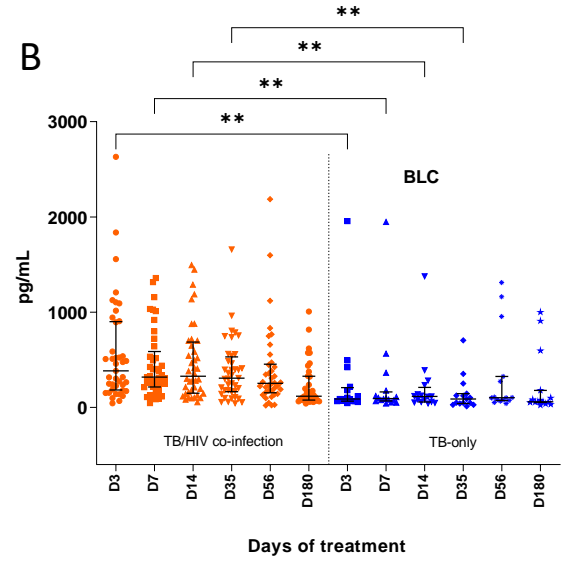 **
**
B
**
**
3000
BLC
2000
pg/mL
1000
0
TB/HIV co-infection
TB-only
D3
D7
D14
D35
D56
D180
D3
D7
D14
D35
D56
D180
Days of treatment